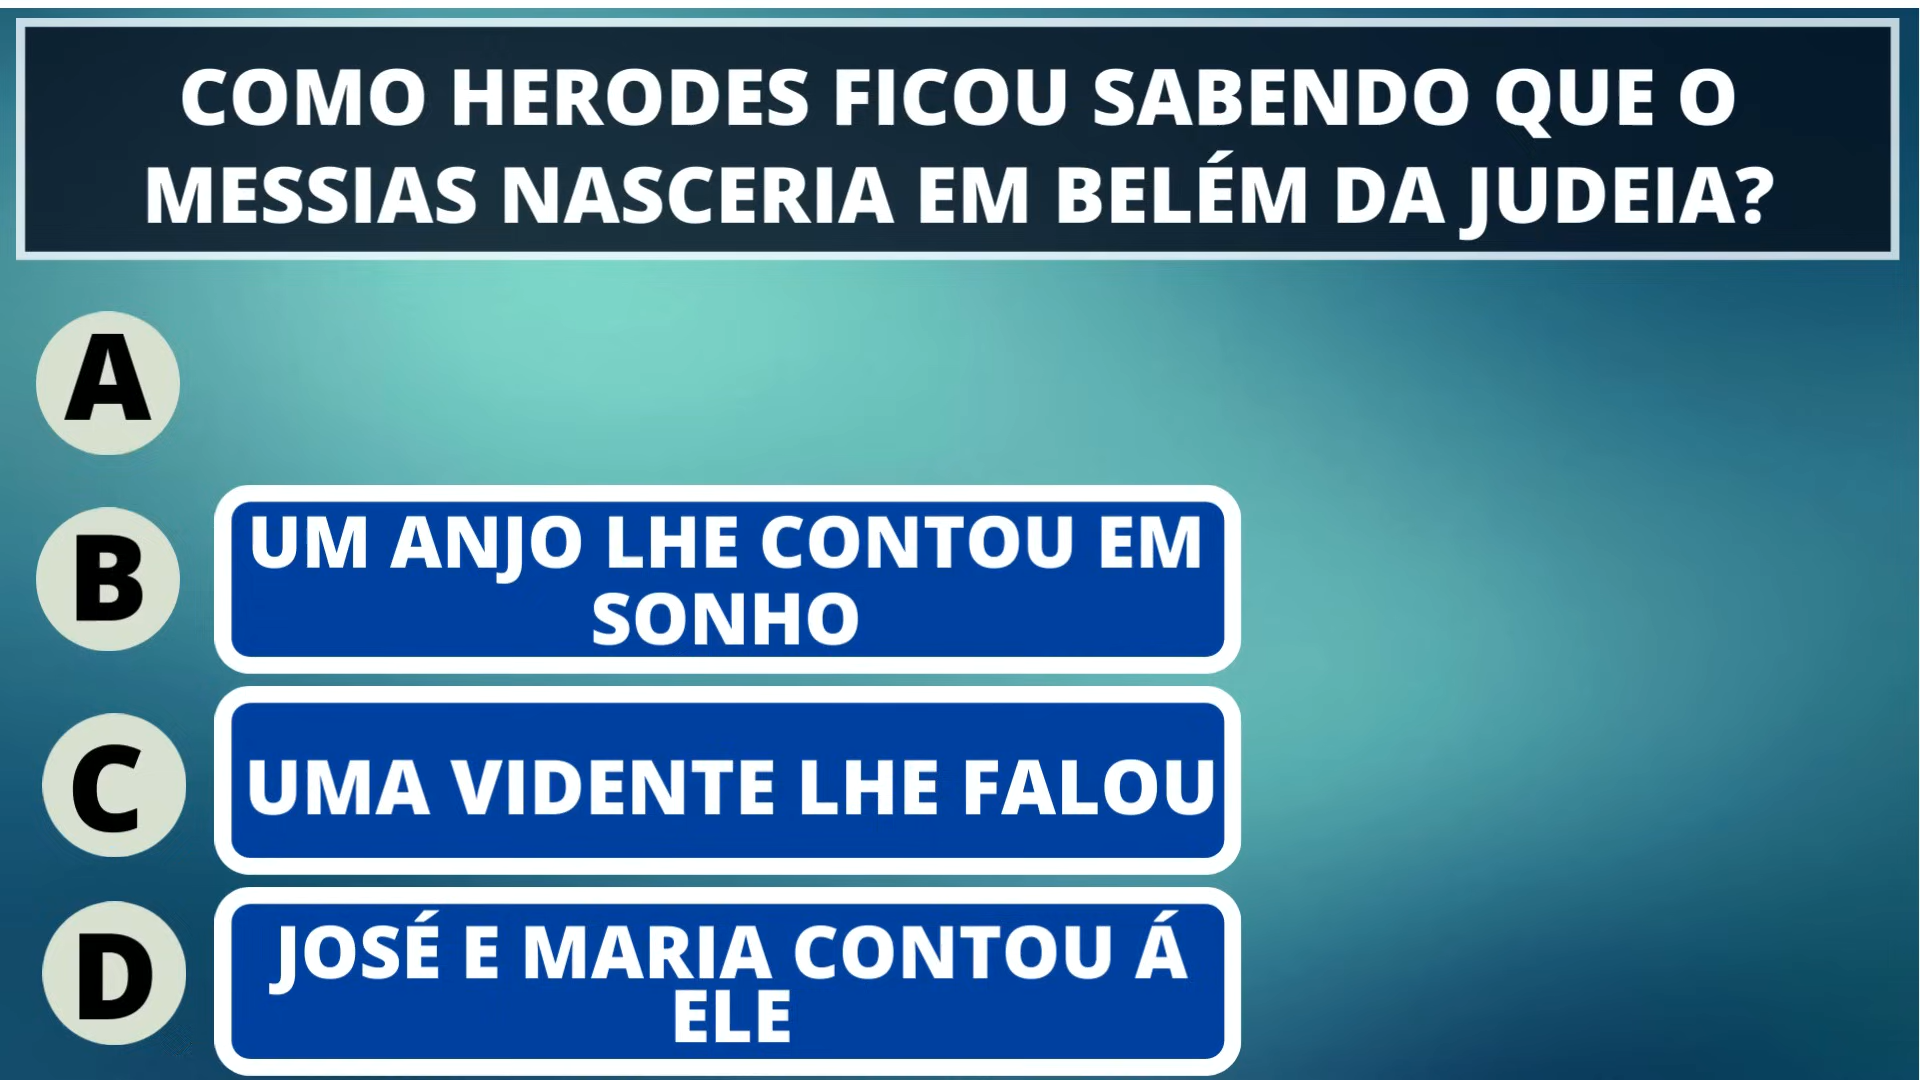 COMO HERODES FICOU SABENDO QUE O
MESSIAS NASCERIA EM BELÉM DA JUDEIA?
A
B
UM ANJO LHE CONTOU EM
SONHO
C
UMA VIDENTE LHE FALOU
D
JOSÉ E MARIA CONTOU Á
ELE